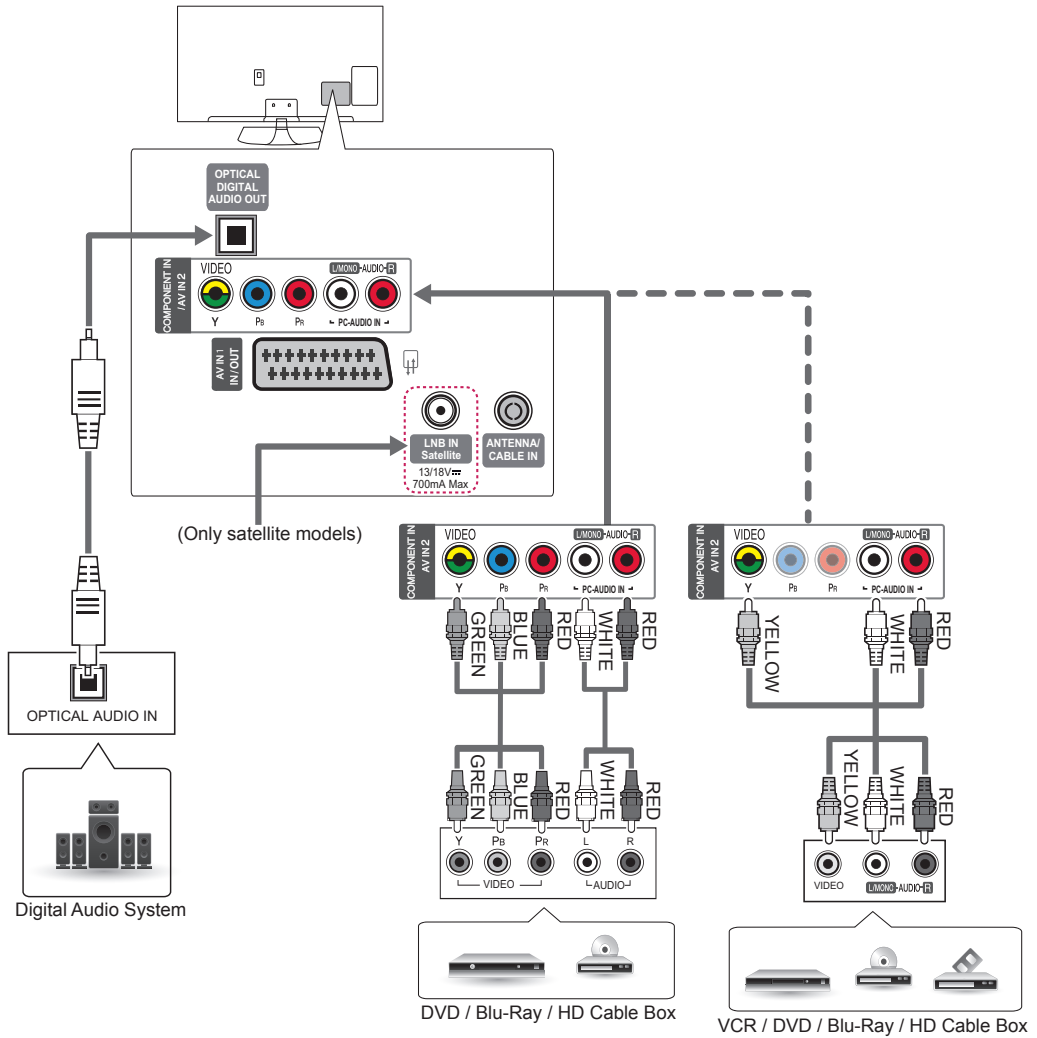 OPTICAL
DIGITAL
AUDIO OUT
COMPONENT IN
/ AV IN 2
VIDEO
L/MONO AUDIO R
Y
PB
PR
PC-AUDIO IN
AV IN 1
IN / OUT
LNB IN
Satellite
13/18V
700mA Max
ANTENNA/
CABLE IN
(Only satellite models)
COMPONENT IN
AV IN 2
VIDEO
L/MONO AUDIO R
Y
PB
PR
PC-AUDIO IN
GREEN
BLUE
RED
WHITE
RED
GREEN
BLUE
RED
WHITE
RED
Y
PB
PR
L
R
VIDEO
AUDIO
DVD / Blu-Ray / HD Cable Box
COMPONENT IN
AV IN 2
VIDEO
L/MONO AUDIO R
Y
PB
PR
PC-AUDIO IN
YELLOW
WHITE
RED
YELLOW
WHITE
RED
VIDEO
L/MONO AUDIO R
VCR / DVD / Blu-Ray / HD Cable Box
OPTICAL AUDIO IN
Digital Audio System